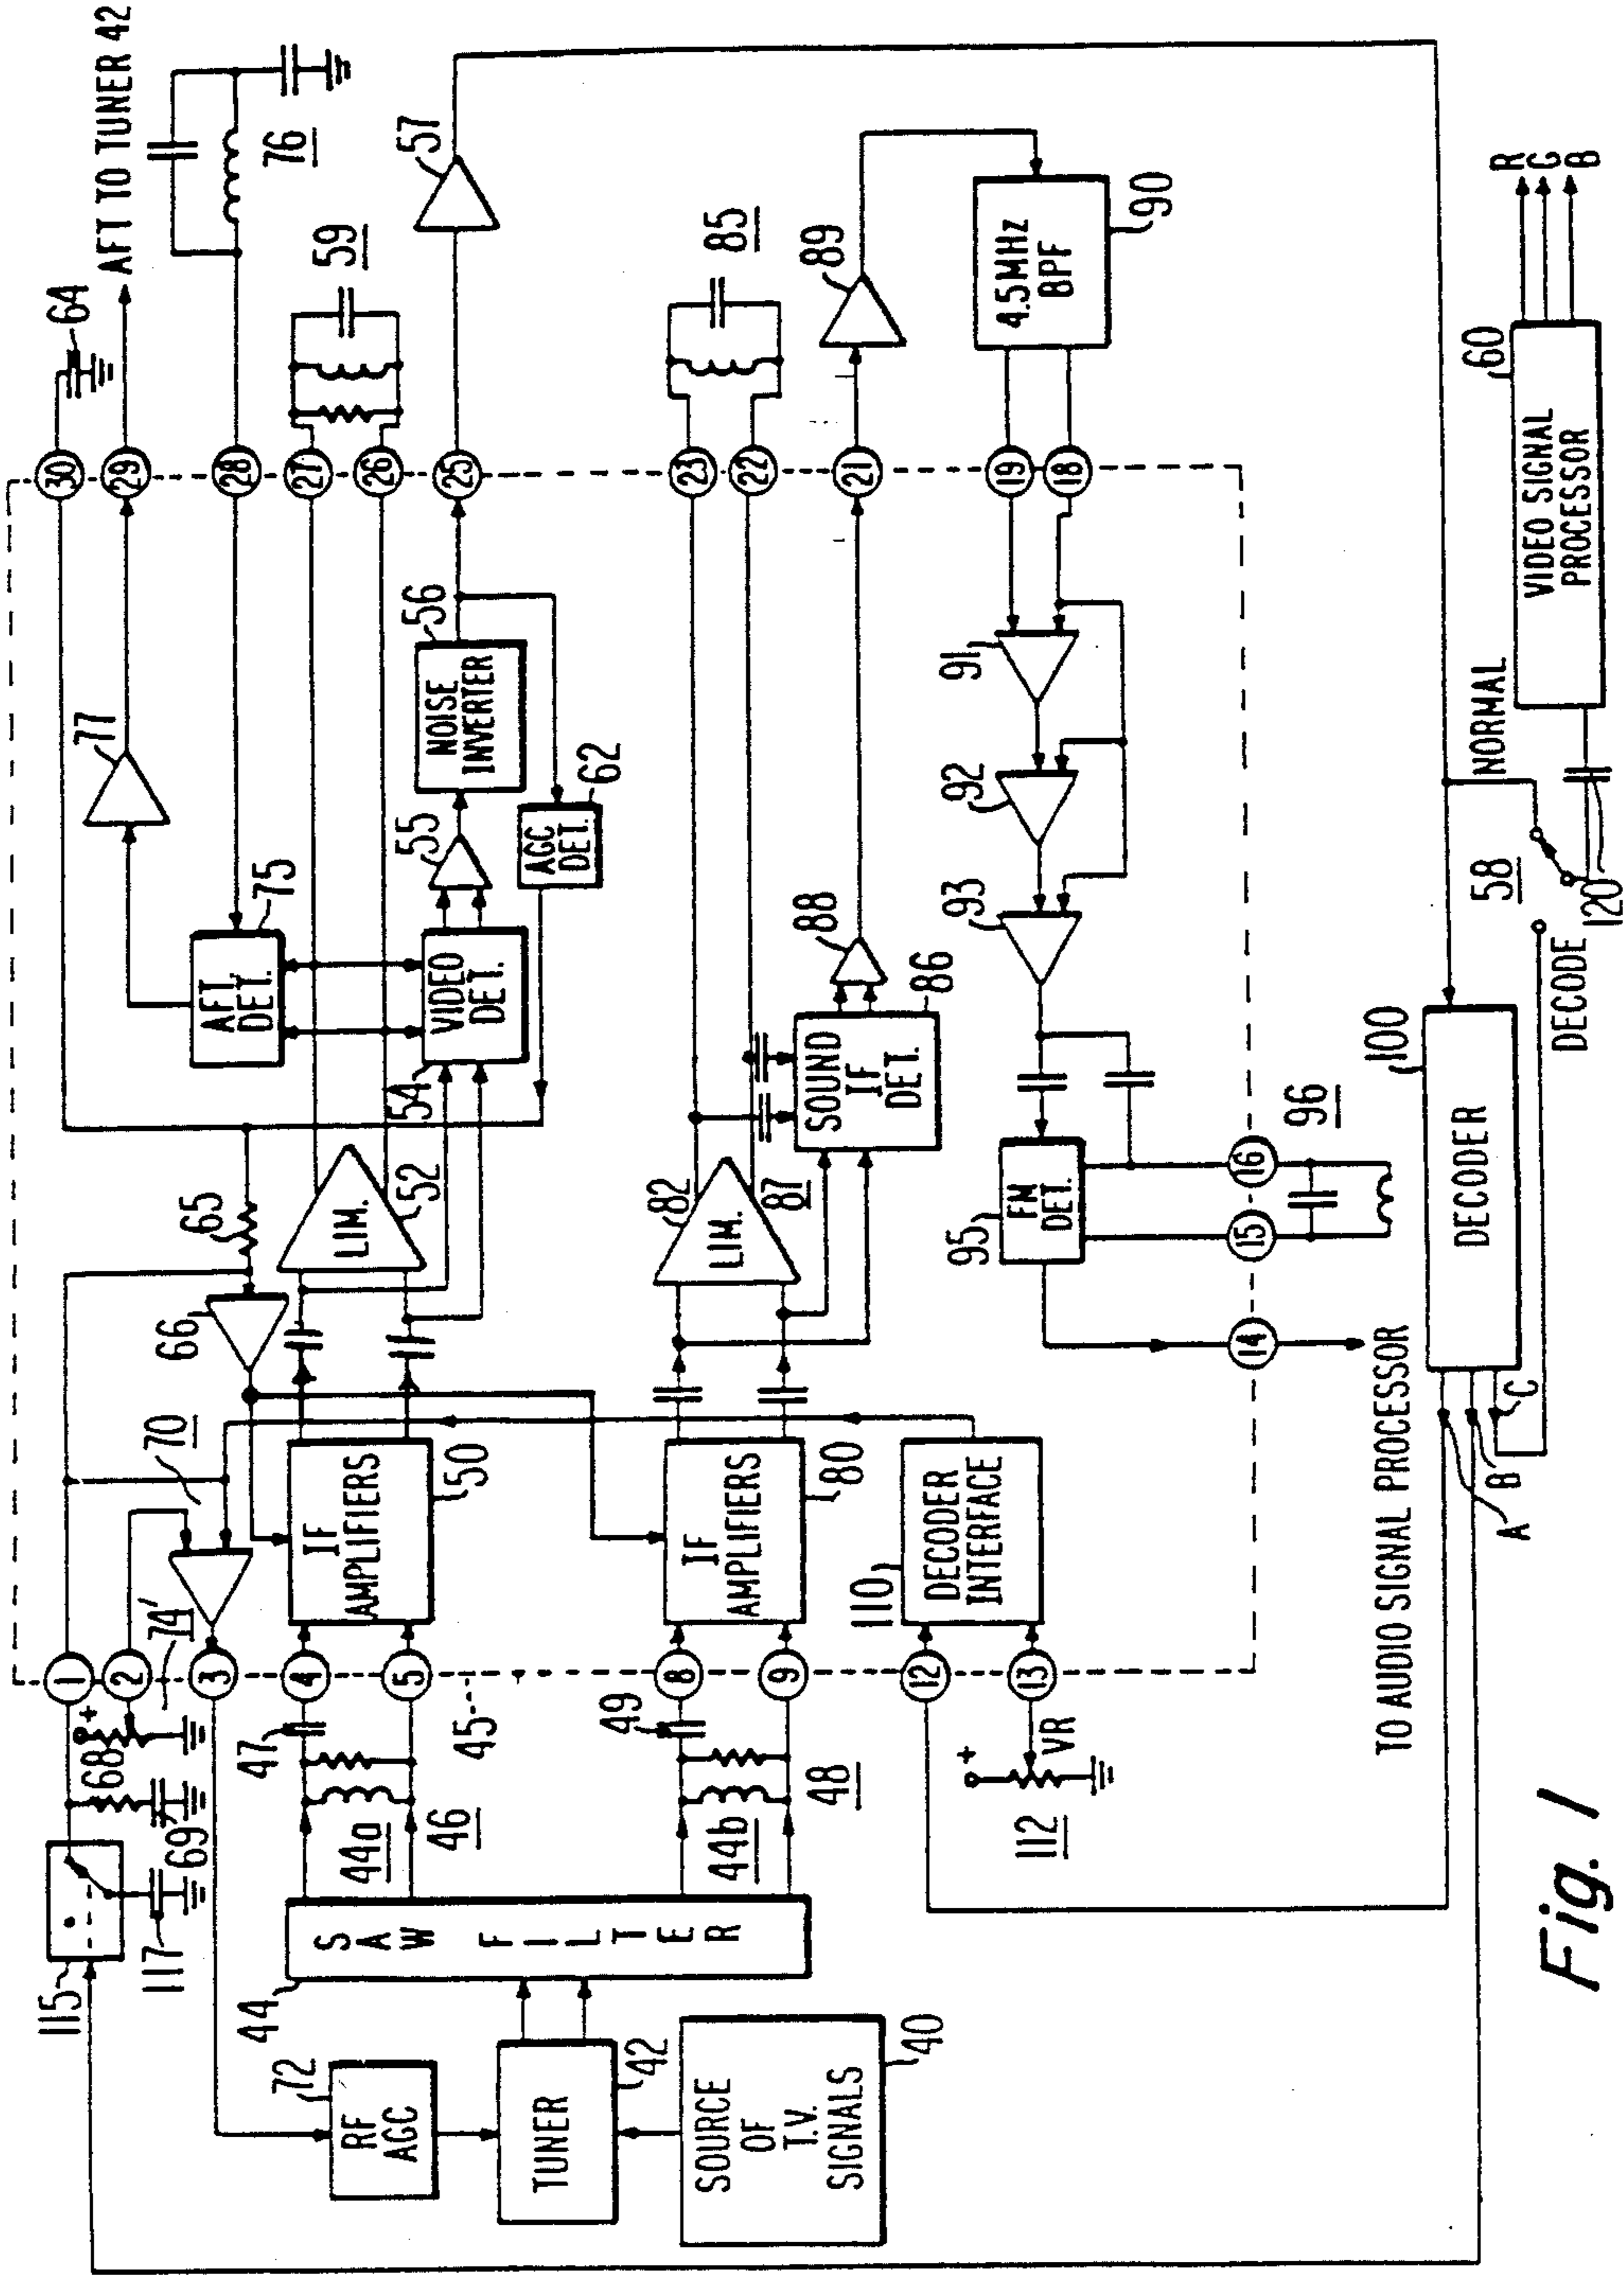 AFT TO TUNER 42
64
76
30
29
28
27
26
25
59
57
77
AFT.
DET.
75
VIDEO
DET.
54
55
NOISE
INVERTER
56
AGC
DET.
62
65
66
LIM.
52
70
74'
1
2
3
4
5
IF
AMPLIFIERS
50
68
69
115
117
47
45
46
44a
44
SAW
FILTER
72
RF
AGC
TUNER
42
SOURCE
OF
T.V.
SIGNALS
40
44b
48
49
8
9
IF
AMPLIFIERS
80
82
LIM.
87
SOUND
IF
DET.
86
88
23
22
21
85
89
4.5MHz
BPF
90
19
18
91
92
93
95
FM
DET.
16
15
14
96
110
DECODER
INTERFACE
12
13
+
+
VR
112
TO AUDIO SIGNAL PROCESSOR
100
DECODER
A
B
C
DECODE
58
NORMAL
120
60
VIDEO SIGNAL
PROCESSOR
R
G
B
Fig. 1